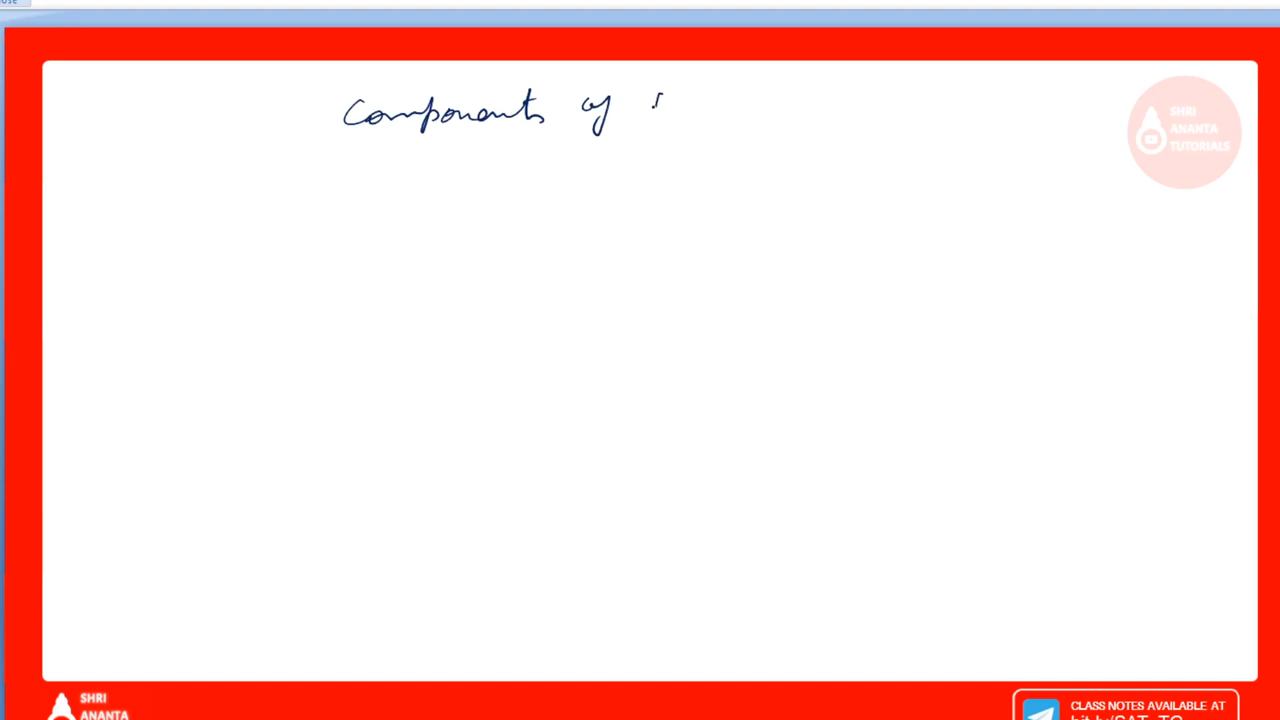 Components of
SHRI
ANANTA
TUTORIALS
SHRI
ANANTA
CLASS NOTES AVAILABLE AT